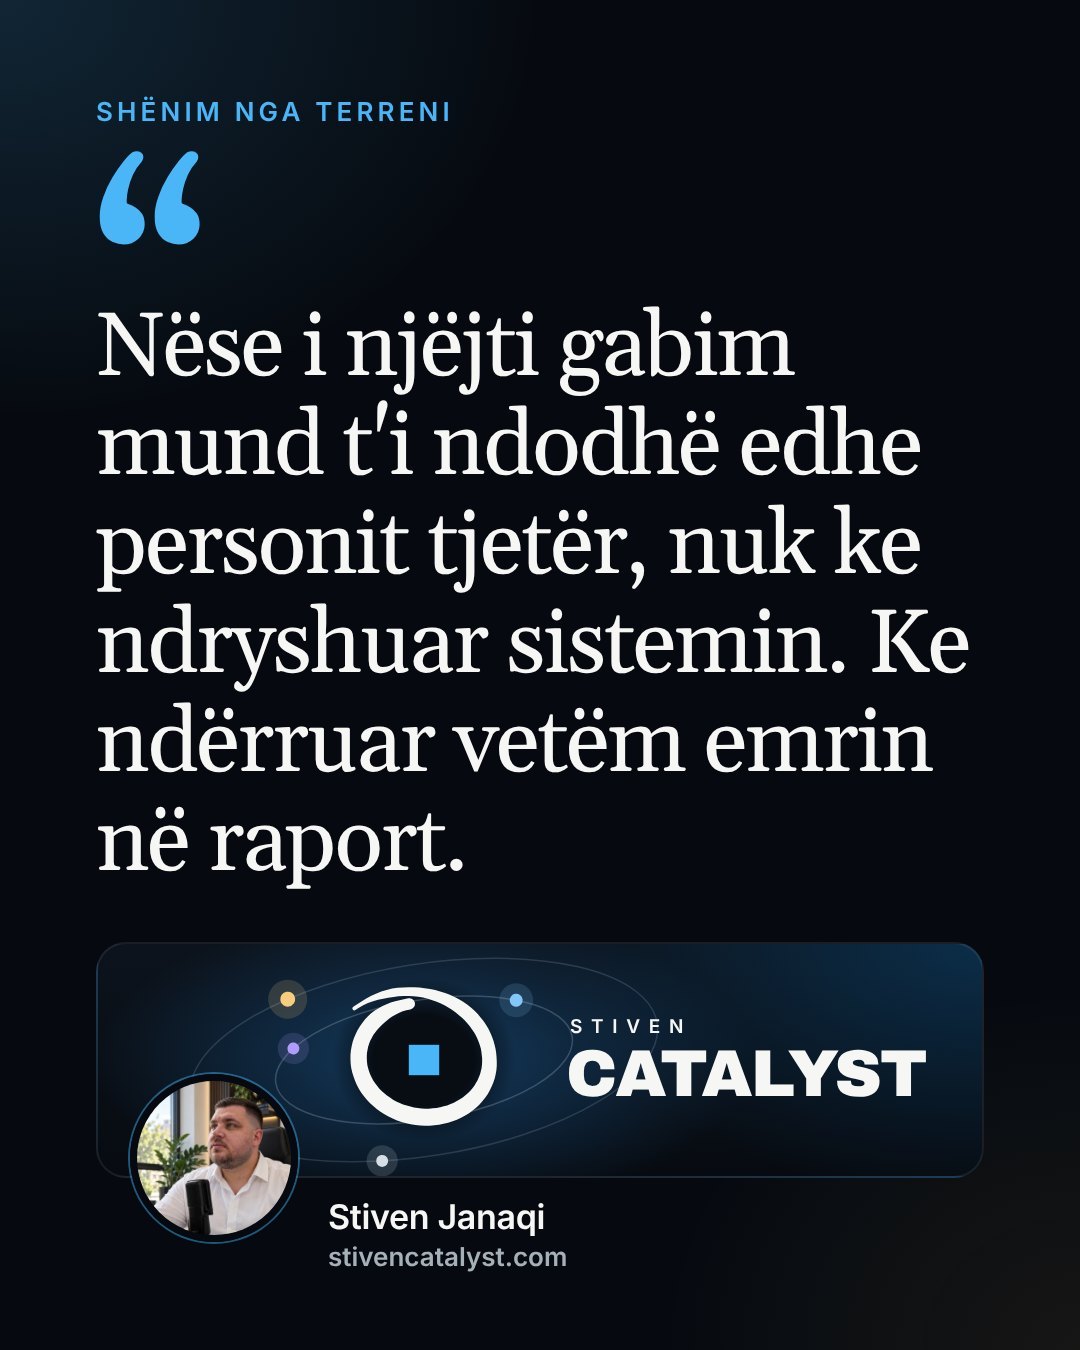 SHËNIM NGA TERRENI
“
Nëse i njëjti gabim
mund t'i ndodhë edhe
personit tjetër, nuk ke
ndryshuar sistemin. Ke
ndërruar vetëm emrin
në raport.
STIVEN
CATALYST
Stiven Janaqi
stivencatalyst.com